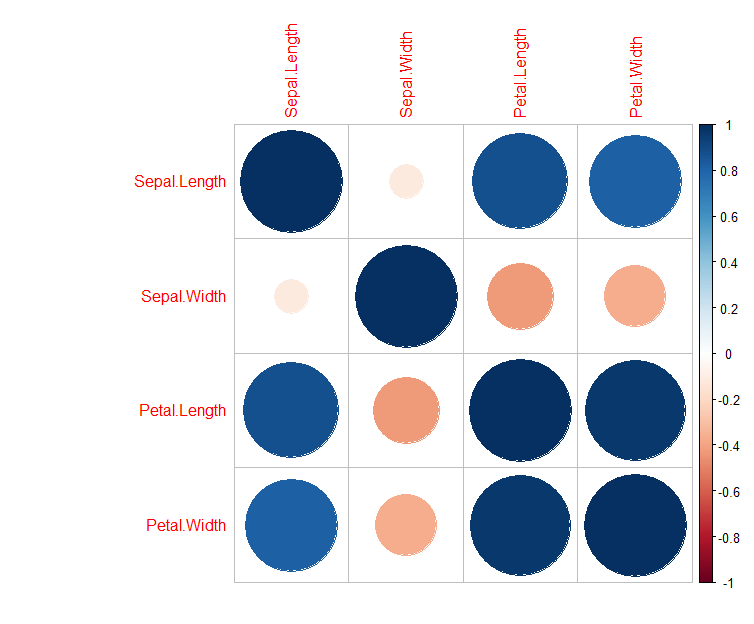 Sepal.Length
Sepal.Width
Petal.Length
Petal.Width
Sepal.Length
Sepal.Width
Petal.Length
Petal.Width
1
0.8
0.6
0.4
0.2
0
-0.2
-0.4
-0.6
-0.8
-1